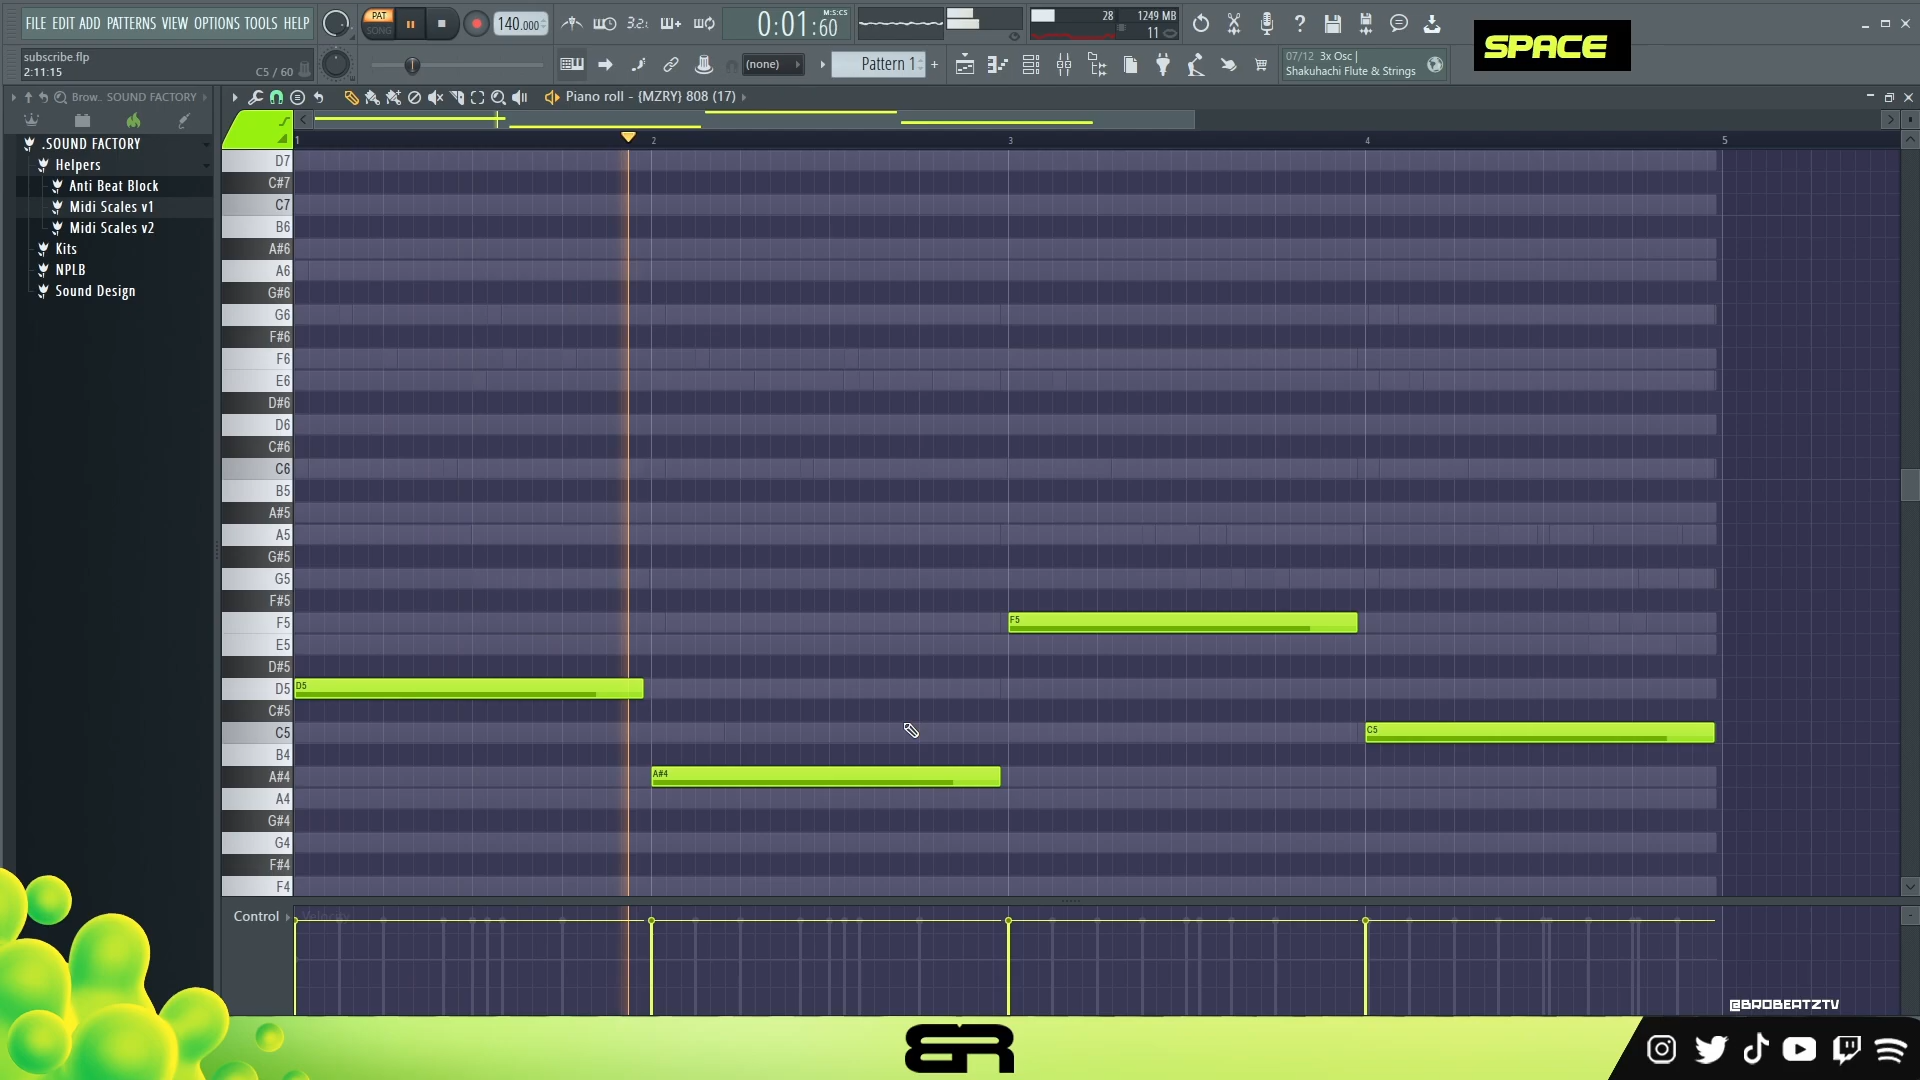 FILE EDIT ADD PATTERNS VIEW OPTIONS TOOLS HELP
PAT
SONG
140.000
3.2:
0:01:60
M:S:CS
28
1249 MB
11
SPACE
subscribe.flp
2:11:15
C5 / 60
(none)
Pattern 1
+
07/12 3x Osc |
Shakuhachi Flute & Strings
Brow.. SOUND FACTORY
Piano roll - {MZRY} 808 (17)
.SOUND FACTORY
Helpers
Anti Beat Block
Midi Scales v1
Midi Scales v2
Kits
NPLB
Sound Design
1
2
3
4
5
D7
C#7
C7
B6
A#6
A6
G#6
G6
F#6
F6
E6
D#6
D6
C#6
C6
B5
A#5
A5
G#5
G5
F#5
F5
F5
E5
D#5
D5
D5
C#5
C5
C5
B4
A#4
A#4
A4
G#4
G4
F#4
F4
Control
Velocity
@BROBEATZTV
BR